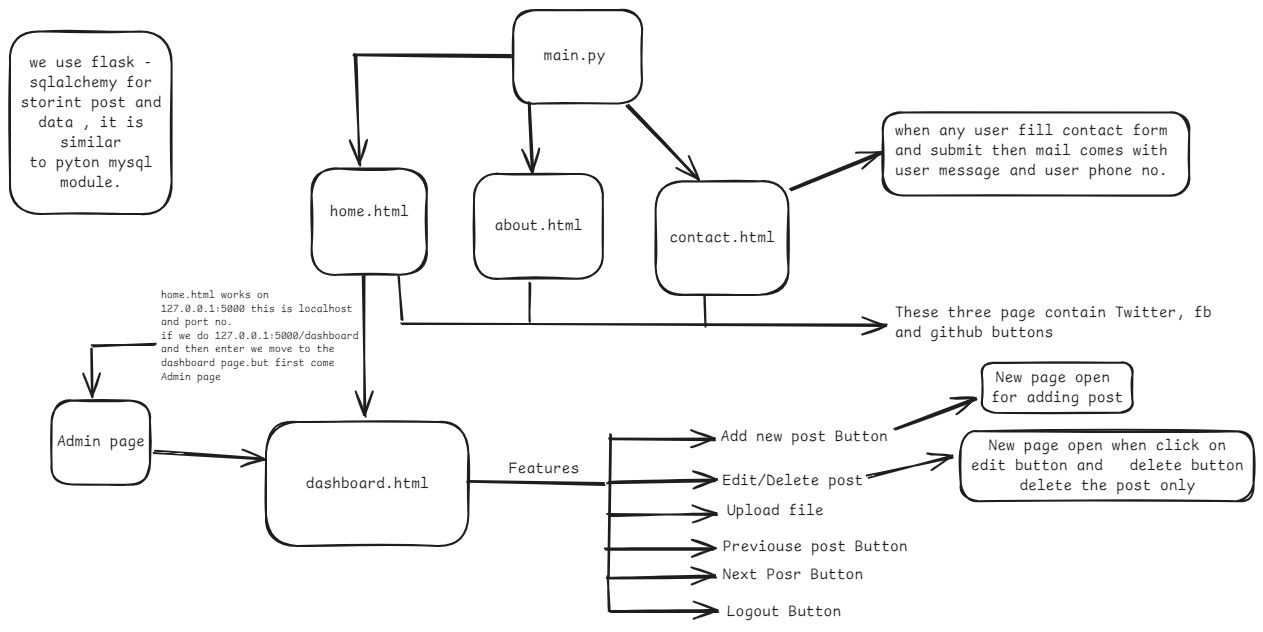 main.py
we use flask -
sqlalchemy for
storint post and
data , it is
similar
to pyton mysql
module.
when any user fill contact form
and submit then mail comes with
user message and user phone no.
home.html
about.html
contact.html
home.html works on
127.0.0.1:5000 this is localhost
and port no.
if we do 127.0.0.1:5000/dashboard
and then enter we move to the
dashboard page.but first come
Admin page
These three page contain Twitter, fb
and github buttons
New page open
for adding post
Admin page
dashboard.html
Features
Add new post Button
New page open when click on
edit button and delete button
delete the post only
Edit/Delete post
Upload file
Previouse post Button
Next Posr Button
Logout Button